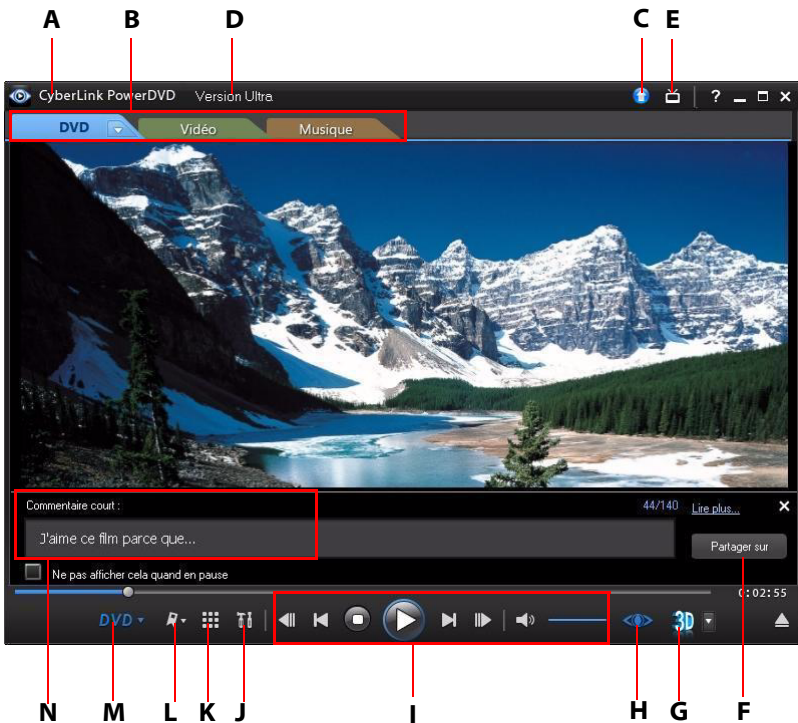 A B D C E
CyberLink PowerDVD Version Ultra ?
DVD Vidéo Musique
Commentaire court : 44/140 Lire plus...
J'aime ce film parce que...
Partager sur
Ne pas afficher cela quand en pause
0:02:55
DVD 3D
N M L K J I H G F